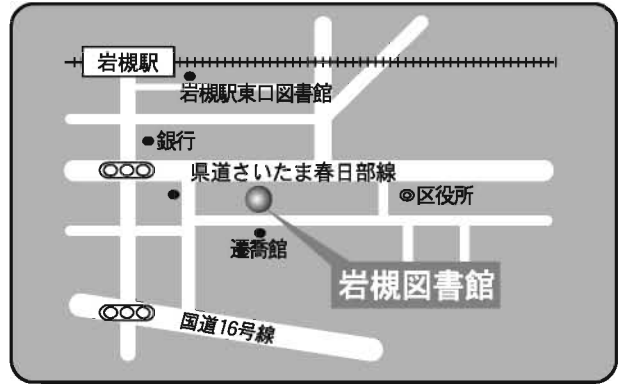 岩槻駅
岩槻駅東口図書館
銀行
県道さいたま春日部線
区役所
遷喬館
岩槻図書館
国道16号線